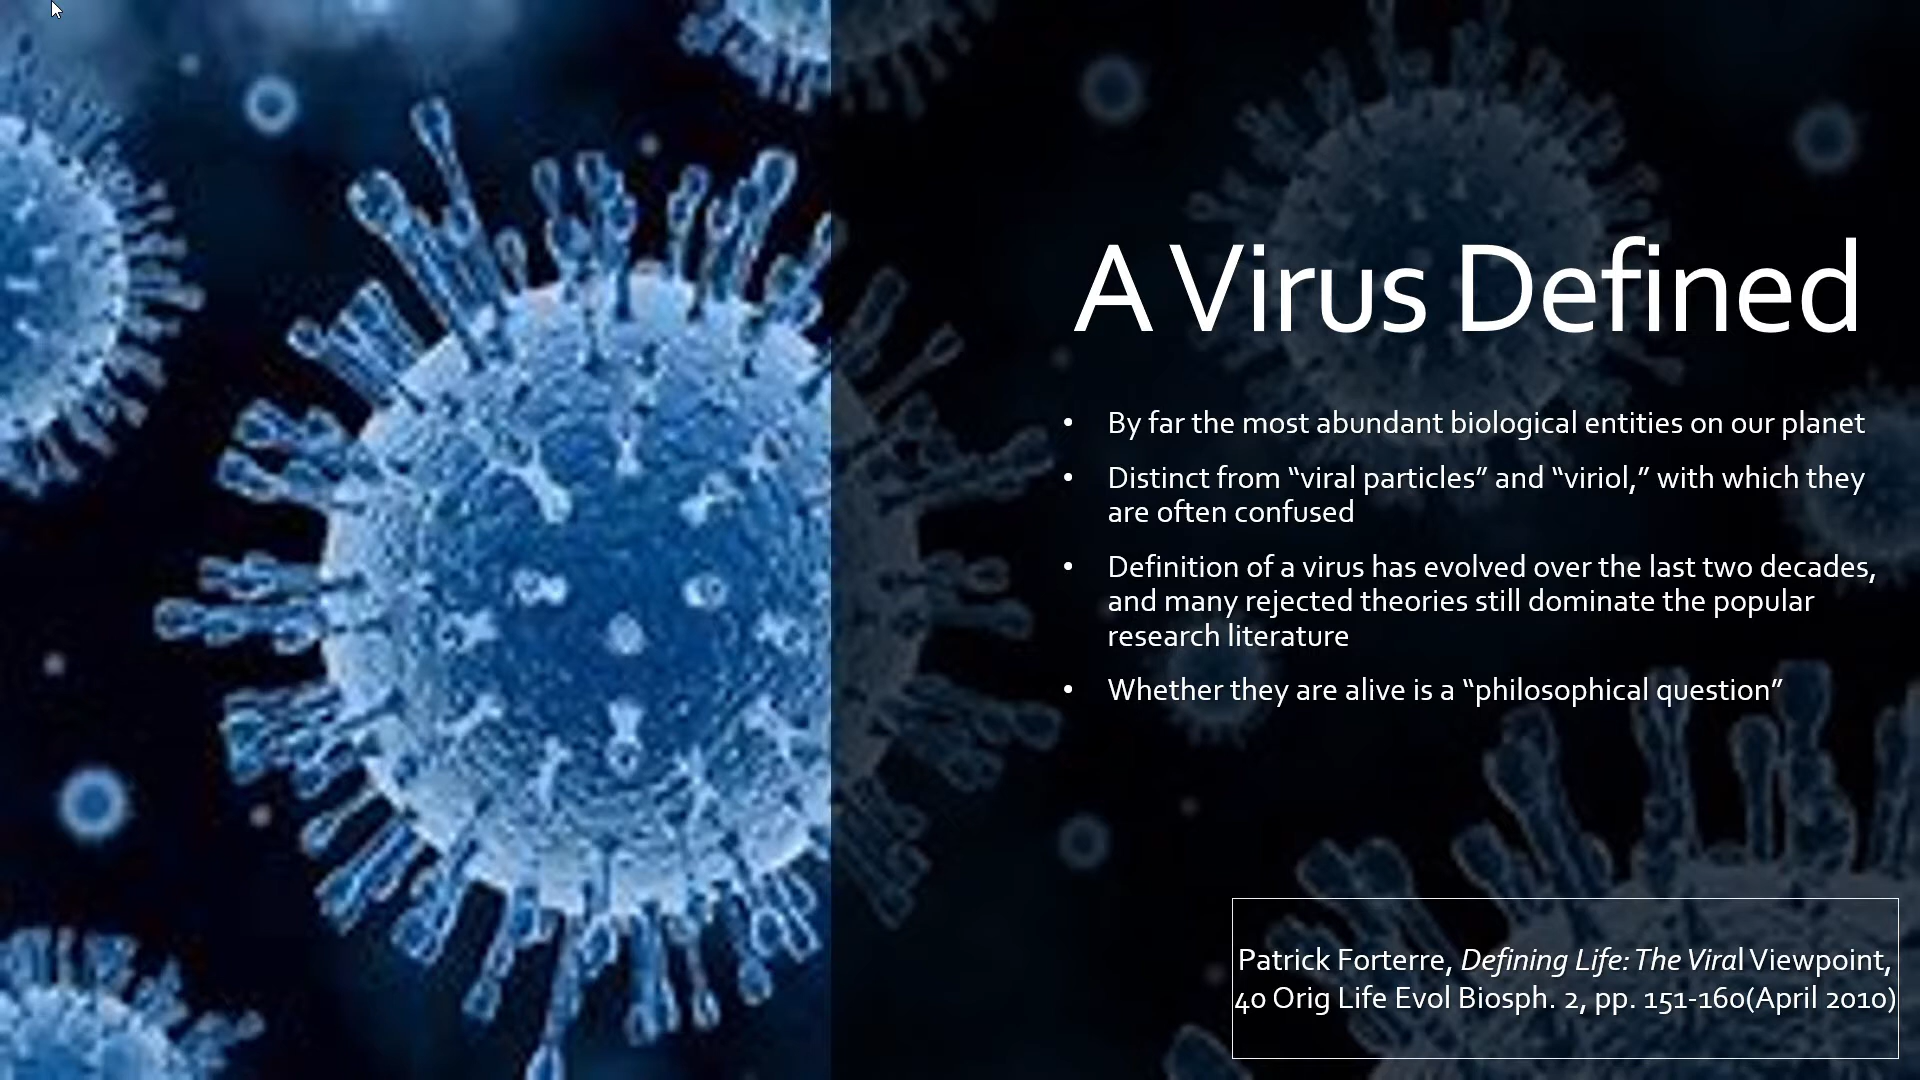 A Virus Defined
• By far the most abundant biological entities on our planet
• Distinct from “viral particles” and “viriol,” with which they
are often confused
• Definition of a virus has evolved over the last two decades,
and many rejected theories still dominate the popular
research literature
• Whether they are alive is a “philosophical question”
Patrick Forterre, Defining Life: The Viral Viewpoint,
40 Orig Life Evol Biosph. 2, pp. 151-160(April 2010)